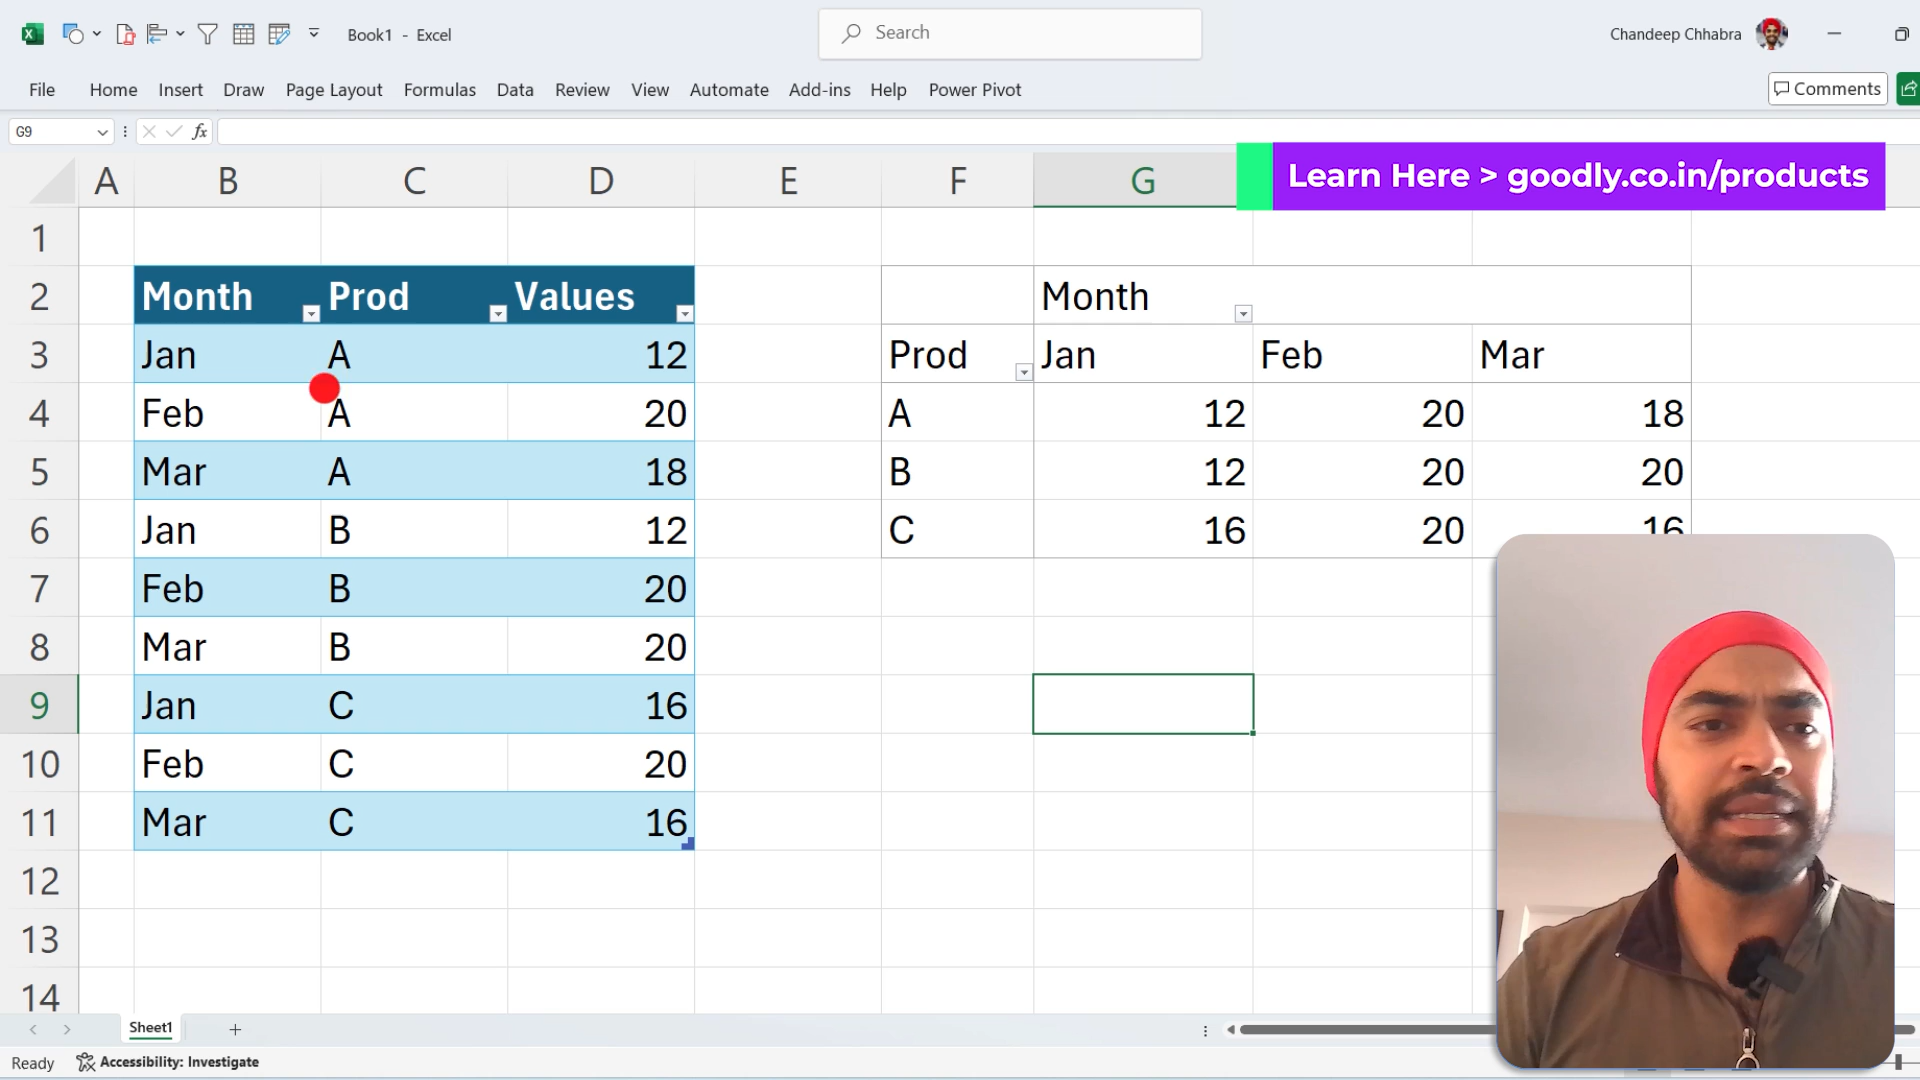 Book1 - Excel
Search
Chandeep Chhabra
File Home Insert Draw Page Layout Formulas Data Review View Automate Add-ins Help Power Pivot
Comments
G9 fx
Learn Here > goodly.co.in/products
A B C D E F G
1
2 Month Prod Values Month
3 Jan A 12 Prod Jan Feb Mar
4 Feb A 20 A 12 20 18
5 Mar A 18 B 12 20 20
6 Jan B 12 C 16 20 16
7 Feb B 20
8 Mar B 20
9 Jan C 16
10 Feb C 20
11 Mar C 16
12
13
14
Sheet1
Ready Accessibility: Investigate